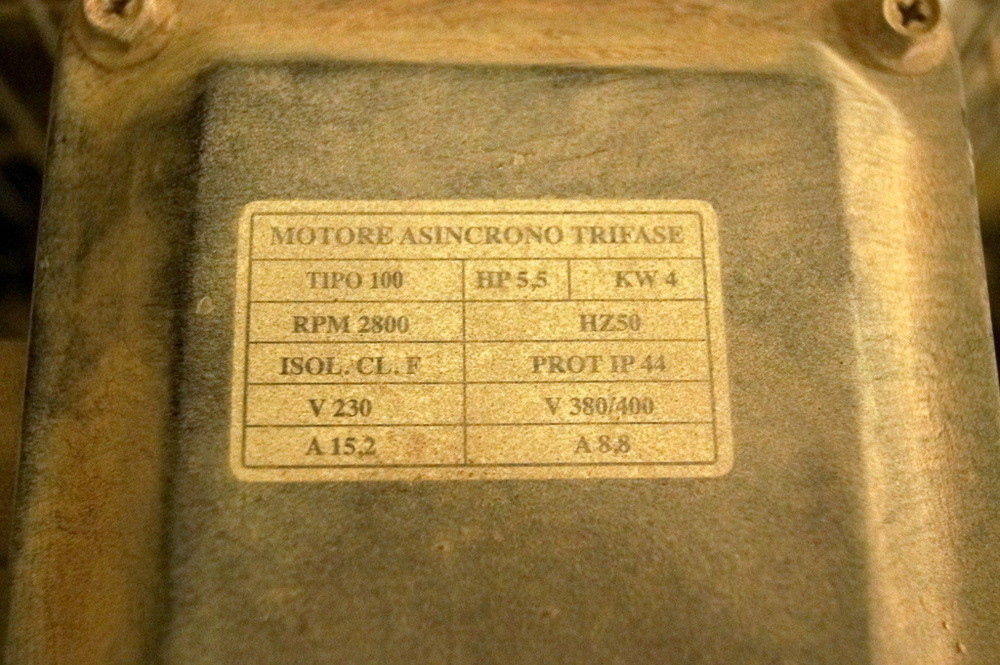 MOTORE ASINCRONO TRIFASE
TIPO 100 HP 5,5 KW 4
RPM 2800 HZ50
ISOL. CL. F PROT IP 44
V 230 V 380/400
A 15,2 A 8,8